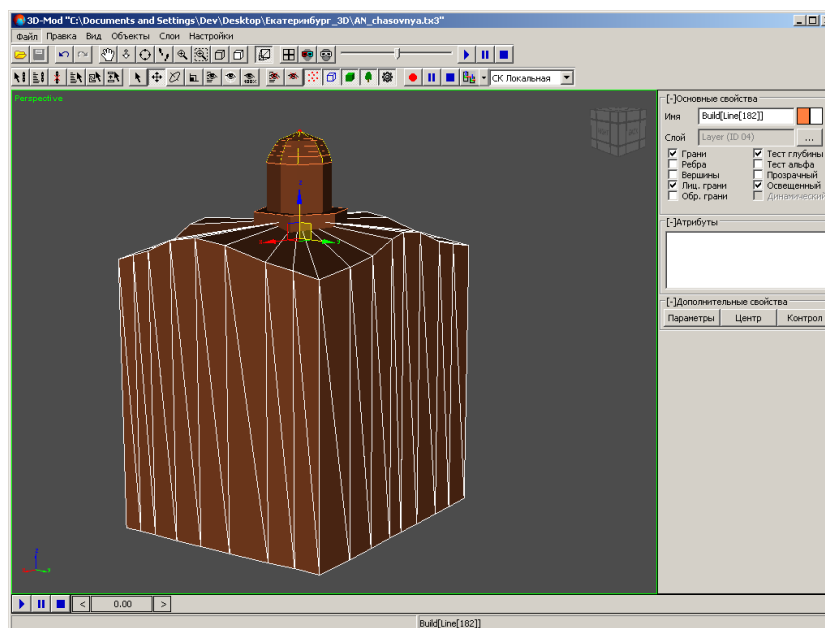 3D-Mod "C:\Documents and Settings\Dev\Desktop\Екатеринбург_3D\AN_chasovnya.tx3"
Файл Правка Вид Объекты Слои Настройки
СК Локальная
Perspective
[-]Основные свойства
Имя Build[Line[182]]
Слой Layer (ID 04) ...
Грани Тест глубины
Ребра Тест альфа
Вершины Прозрачный
Лиц. грани Освещенный
Обр. грани Динамический
[-]Атрибуты
[-]Дополнительные свойства
Параметры Центр Контрол
< 0.00 >
Build[Line[182]]